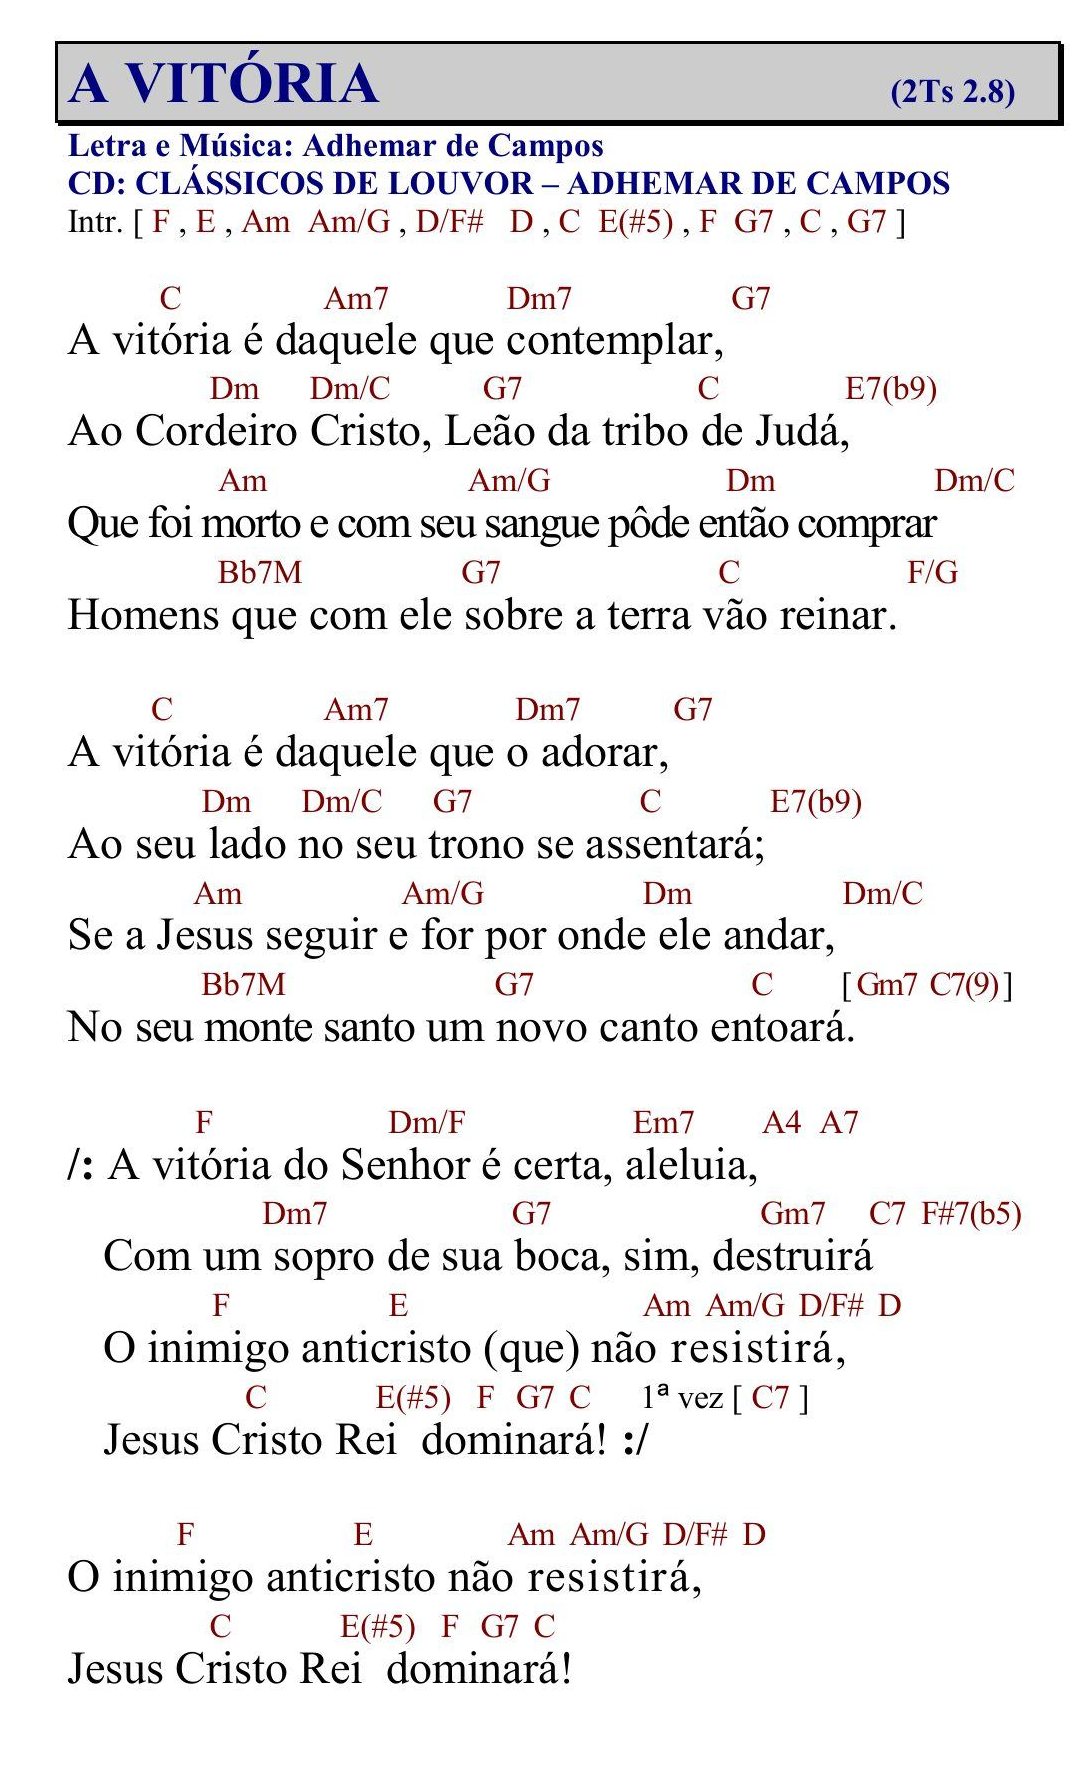 A VITÓRIA (2Ts 2.8)
Letra e Música: Adhemar de Campos
CD: CLÁSSICOS DE LOUVOR – ADHEMAR DE CAMPOS
Intr. [ F , E , Am Am/G , D/F# D , C E(#5) , F G7 , C , G7 ]
C Am7 Dm7 G7
A vitória é daquele que contemplar,
Dm Dm/C G7 C E7(b9)
Ao Cordeiro Cristo, Leão da tribo de Judá,
Am Am/G Dm Dm/C
Que foi morto e com seu sangue pôde então comprar
Bb7M G7 C F/G
Homens que com ele sobre a terra vão reinar.
C Am7 Dm7 G7
A vitória é daquele que o adorar,
Dm Dm/C G7 C E7(b9)
Ao seu lado no seu trono se assentará;
Am Am/G Dm Dm/C
Se a Jesus seguir e for por onde ele andar,
Bb7M G7 C [ Gm7 C7(9) ]
No seu monte santo um novo canto entoará.
F Dm/F Em7 A4 A7
/: A vitória do Senhor é certa, aleluia,
Dm7 G7 Gm7 C7 F#7(b5)
Com um sopro de sua boca, sim, destruirá
F E Am Am/G D/F# D
O inimigo anticristo (que) não resistirá,
C E(#5) F G7 C 1ª vez [ C7 ]
Jesus Cristo Rei dominará! :/
F E Am Am/G D/F# D
O inimigo anticristo não resistirá,
C E(#5) F G7 C
Jesus Cristo Rei dominará!